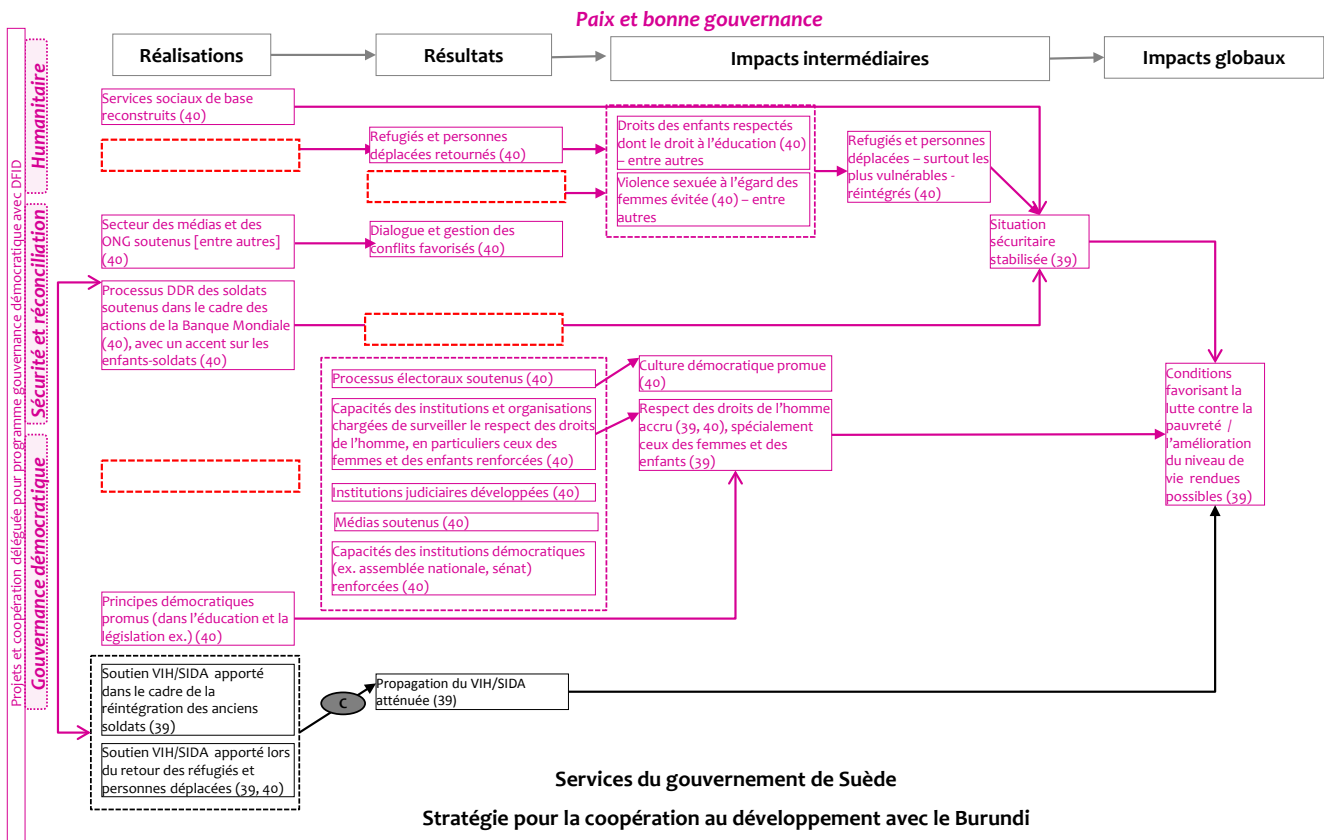 Paix et bonne gouvernance
Réalisations
Résultats
Impacts intermédiaires
Impacts globaux
Projets et coopération déléguée pour programme gouvernance démocratique avec DFID
Humanitaire
Sécurité et réconciliation
Gouvernance démocratique
Services sociaux de base
reconstruits (40)
Refugiés et personnes
déplacées retournés (40)
Droits des enfants respectés
dont le droit à l'éducation (40)
– entre autres
Violence sexuée à l'égard des
femmes évitée (40) – entre
autres
Refugiés et personnes
déplacées – surtout les
plus vulnérables -
réintégrés (40)
Secteur des médias et des
ONG soutenus [entre autres]
(40)
Dialogue et gestion des
conflits favorisés (40)
Situation
sécuritaire
stabilisée (39)
Processus DDR des soldats
soutenus dans le cadre des
actions de la Banque Mondiale
(40), avec un accent sur les
enfants-soldats (40)
Processus électoraux soutenus (40)
Capacités des institutions et organisations
chargées de surveiller le respect des droits
de l'homme, en particuliers ceux des
femmes et des enfants renforcées (40)
Institutions judiciaires développées (40)
Médias soutenus (40)
Capacités des institutions démocratiques
(ex. assemblée nationale, sénat)
renforcées (40)
Culture démocratique promue
(40)
Respect des droits de l'homme
accru (39, 40), spécialement
ceux des femmes et des
enfants (39)
Conditions
favorisant la
lutte contre la
pauvreté /
l'amélioration
du niveau de
vie rendues
possibles (39)
Principes démocratiques
promus (dans l'éducation et la
législation ex.) (40)
Soutien VIH/SIDA apporté
dans le cadre de la
réintégration des anciens
soldats (39)
Soutien VIH/SIDA apporté lors
du retour des réfugiés et
personnes déplacées (39, 40)
C
Propagation du VIH/SIDA
atténuée (39)
Services du gouvernement de Suède
Stratégie pour la coopération au développement avec le Burundi